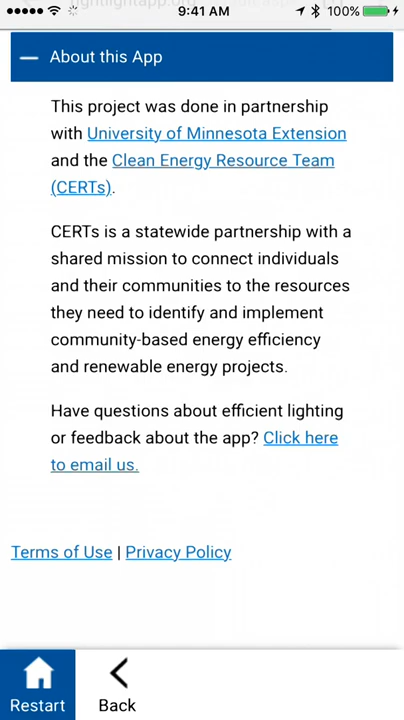 9:41 AM 100%
About this App
This project was done in partnership
with University of Minnesota Extension
and the Clean Energy Resource Team
(CERTs).
CERTs is a statewide partnership with a
shared mission to connect individuals
and their communities to the resources
they need to identify and implement
community-based energy efficiency
and renewable energy projects.
Have questions about efficient lighting
or feedback about the app? Click here
to email us.
Terms of Use | Privacy Policy
Restart Back